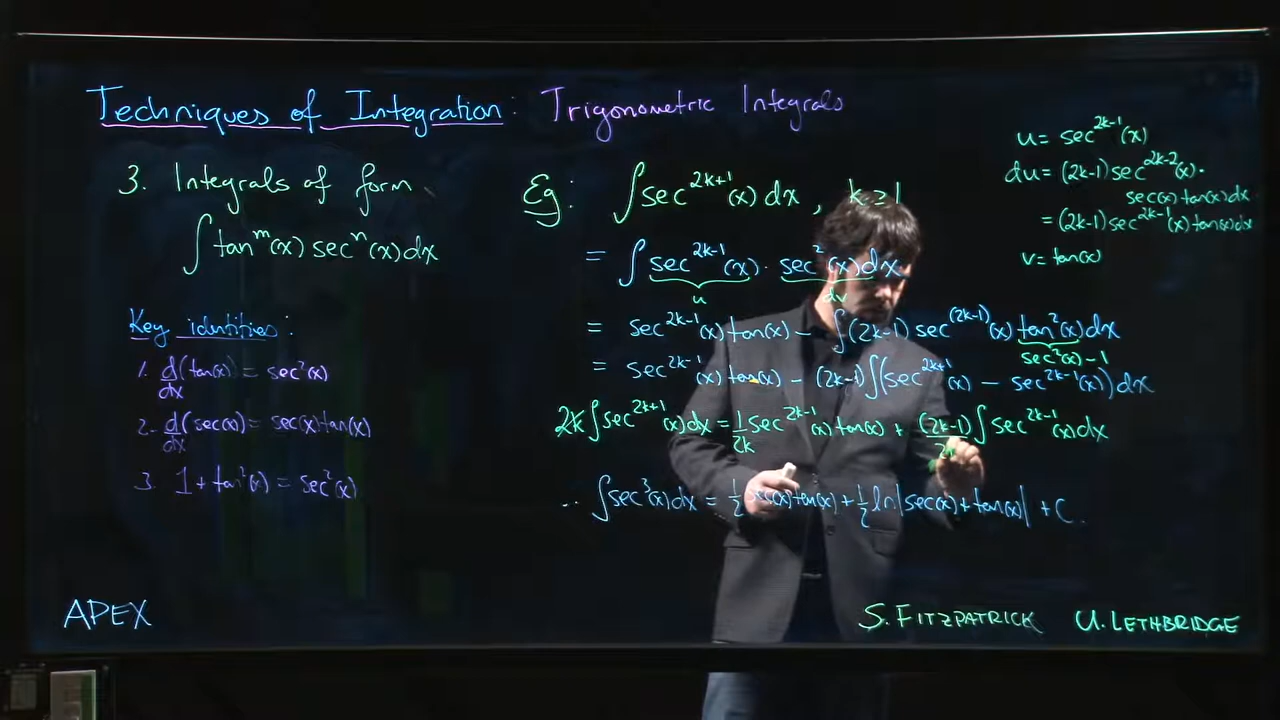 Techniques of Integration: Trigonometric Integrals
3. Integrals of form
∫tan^m(x) sec^n(x)dx
Key identities:
1. d/dx(tan(x)) = sec²(x)
2. d/dx(sec(x)) = sec(x)tan(x)
3. 1 + tan²(x) = sec²(x)
Eg: ∫sec^{2k+1}(x) dx, k≥1
= ∫ sec^{2k-1}(x) · sec²(x)dx
u dv
= sec^{2k-1}(x)tan(x) - ∫(2k-1) sec^{(2k-1)}(x) tan²(x)dx
sec²(x) - 1
= sec^{2k-1}(x) tan(x) - (2k-1)∫(sec^{2k+1}(x) - sec^{2k-1}(x))dx
2k∫sec^{2k+1}(x)dx = 1/2k sec^{2k-1}(x)tan(x) + (2k-1)/2k ∫sec^{2k-1}(x)dx
∴ ∫sec³(x)dx = 1/2 sec(x)tan(x) + 1/2 ln|sec(x)+tan(x)| + C.
u = sec^{2k-1}(x)
du = (2k-1)sec^{2k-2}(x)·
sec(x)tan(x)dx
= (2k-1)sec^{2k-1}(x)tan(x)dx
v = tan(x)
APEX
S. FITZPATRICK U. LETHBRIDGE